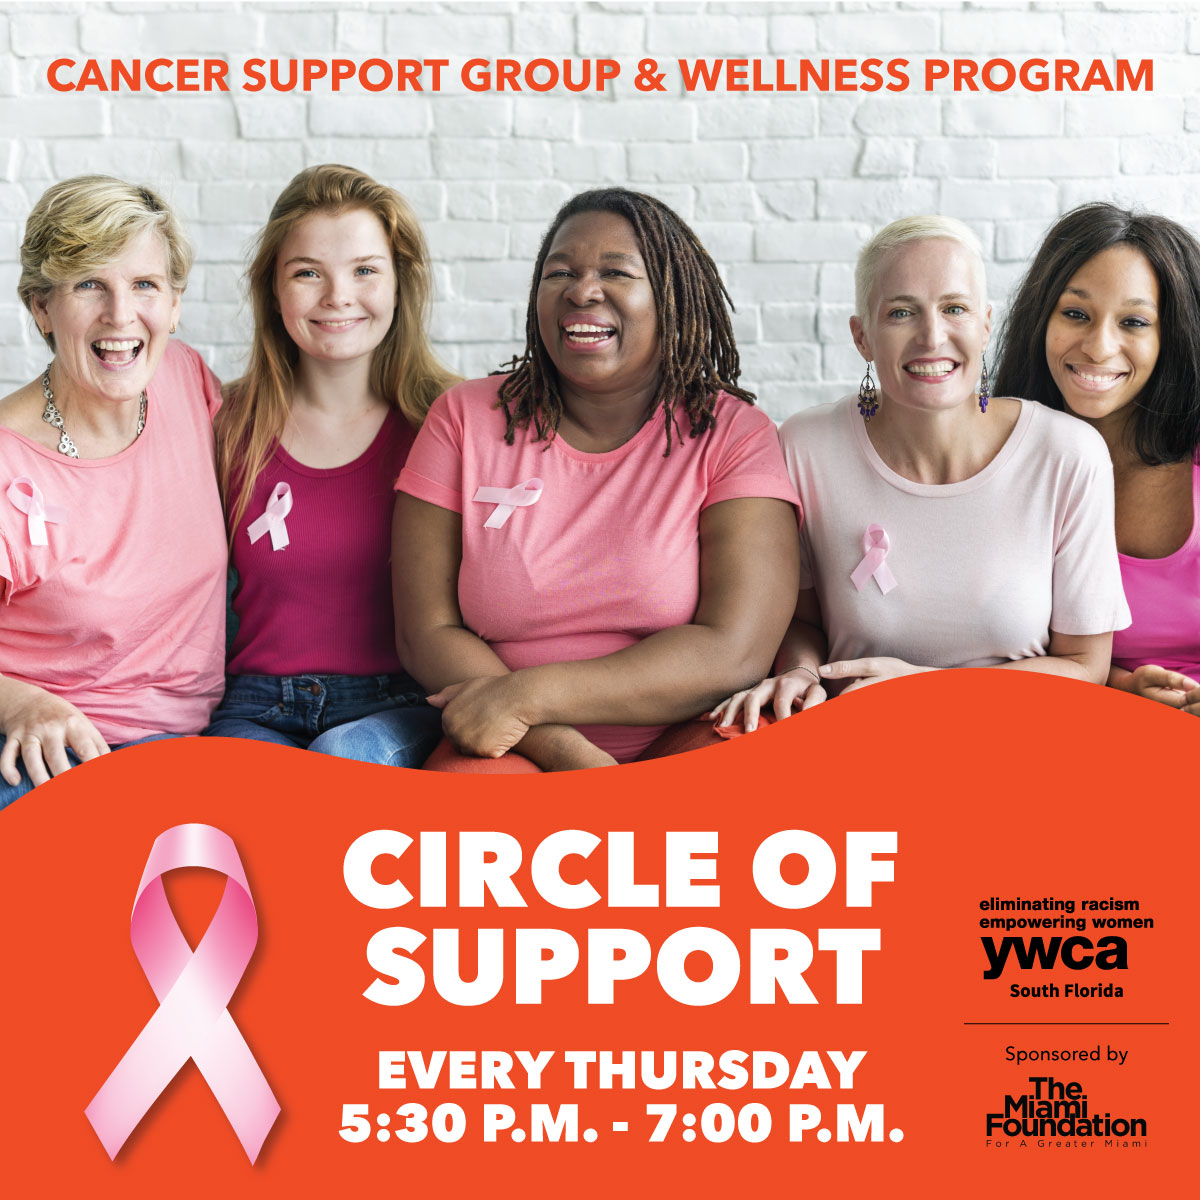 CANCER SUPPORT GROUP & WELLNESS PROGRAM
CIRCLE OF
SUPPORT
EVERY THURSDAY
5:30 P.M. - 7:00 P.M.
eliminating racism
empowering women
ywca
South Florida
Sponsored by
The
Miami
Foundation
For A Greater Miami